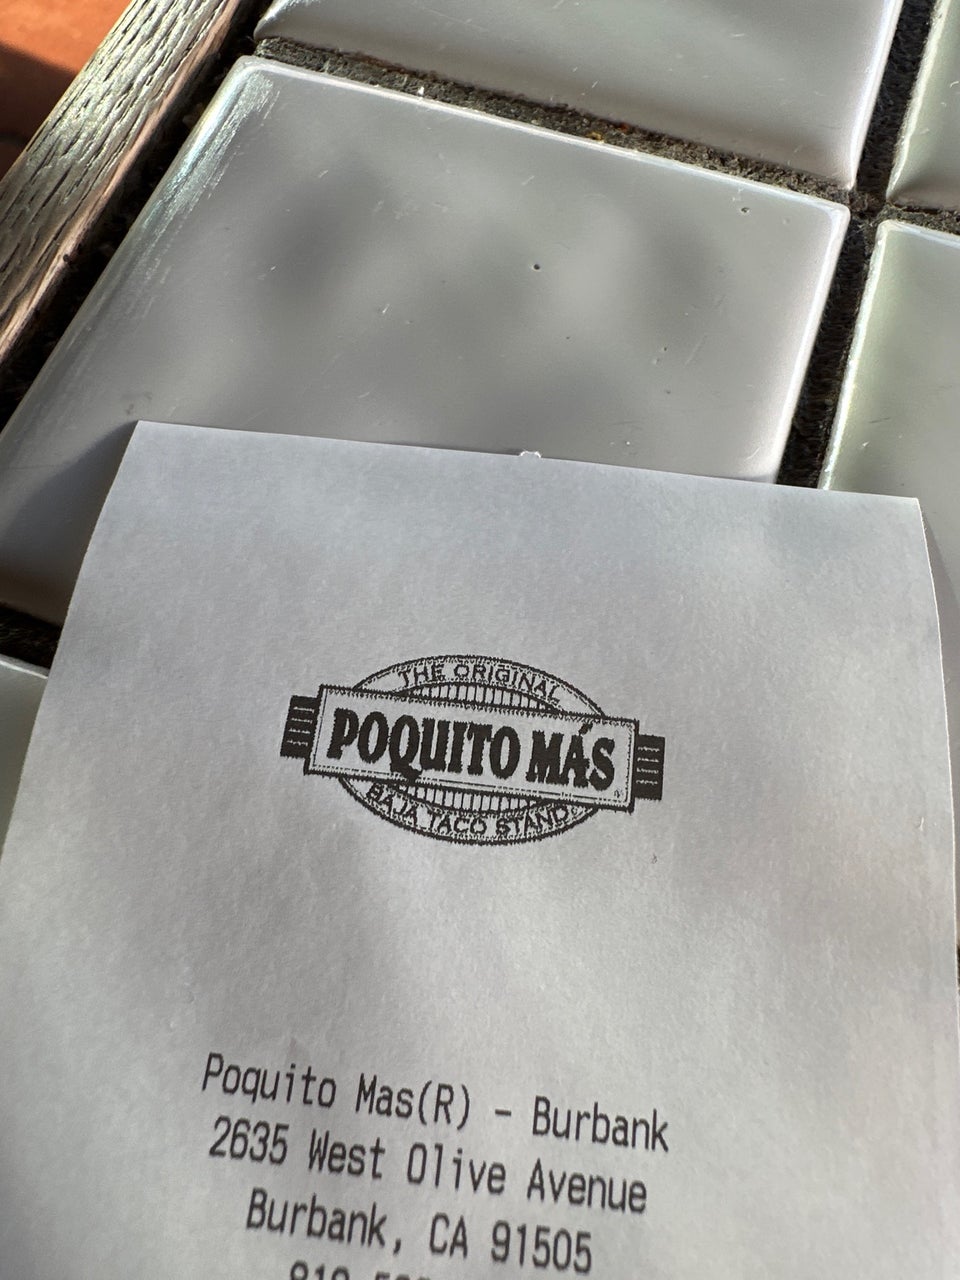 THE ORIGINAL
POQUITO MÁS
BAJA TACO STAND
Poquito Mas(R) - Burbank
2635 West Olive Avenue
Burbank, CA 91505